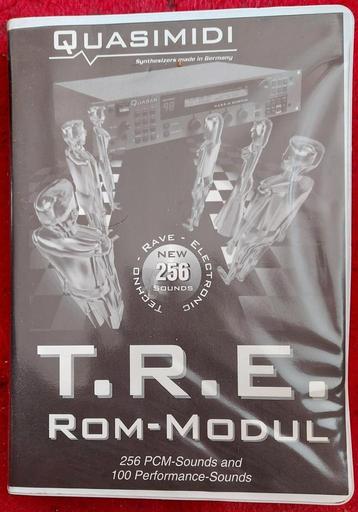 QUASIMIDI
Synthesizers made in Germany
QUASAR
TECHNO - RAVE - ELECTRONIC
NEW
256
SOUNDS
T.R.E.
ROM-MODUL
256 PCM-Sounds and
100 Performance-Sounds